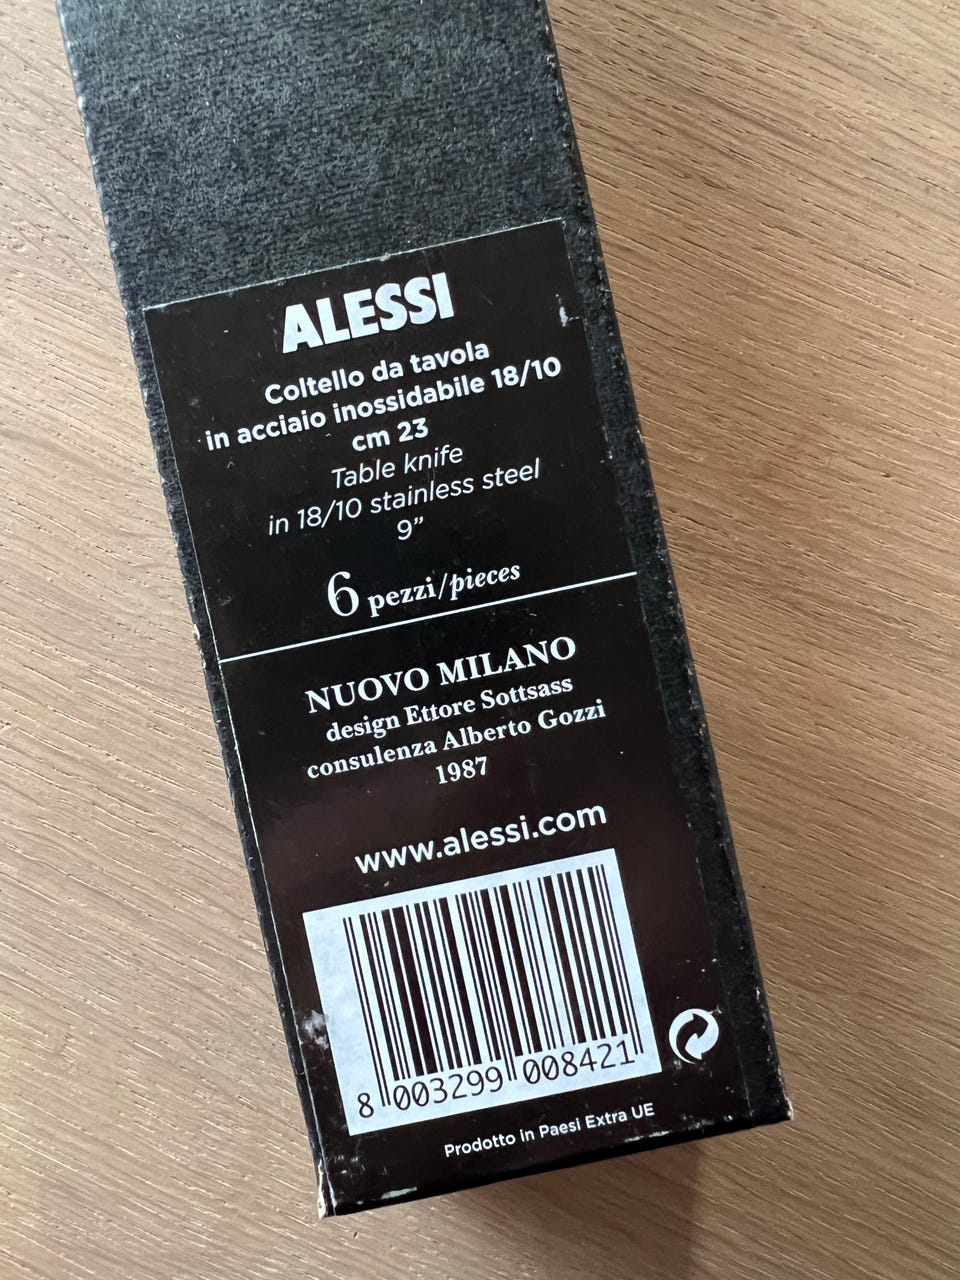 ALESSI
Coltello da tavola
in acciaio inossidabile 18/10
cm 23
Table knife
in 18/10 stainless steel
9”
6 pezzi/pieces
NUOVO MILANO
design Ettore Sottsass
consulenza Alberto Gozzi
1987
www.alessi.com
8 003299 008421
Prodotto in Paesi Extra UE